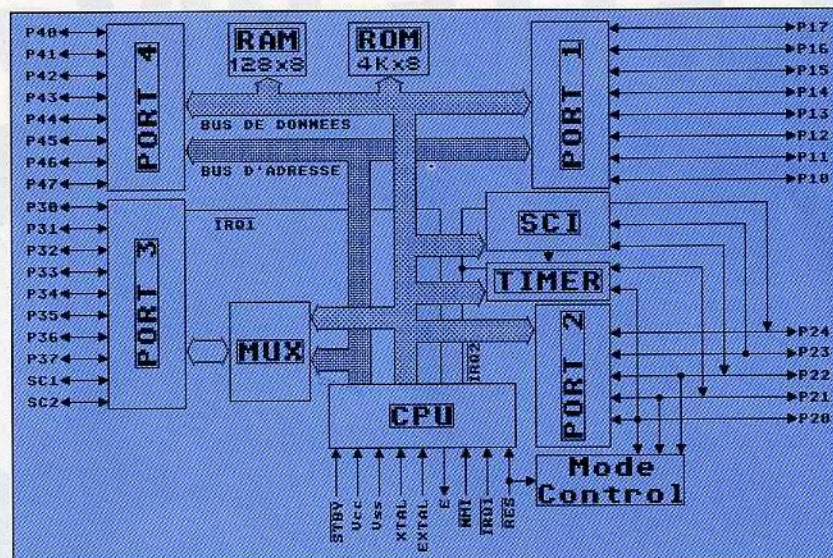 P40
P41
P42
P43
P44
P45
P46
P47
P30
P31
P32
P33
P34
P35
P36
P37
SC1
SC2
PORT 4
PORT 3
RAM
128x8
ROM
4Kx8
BUS DE DONNEES
BUS D'ADRESSE
IRQ1
MUX
CPU
IRQ2
SCI
TIMER
PORT 1
PORT 2
P17
P16
P15
P14
P13
P12
P11
P10
P24
P23
P22
P21
P20
Mode
Control
STBY
Vcc
Vss
XTAL
EXTAL
E
NMI
IRQ1
RES